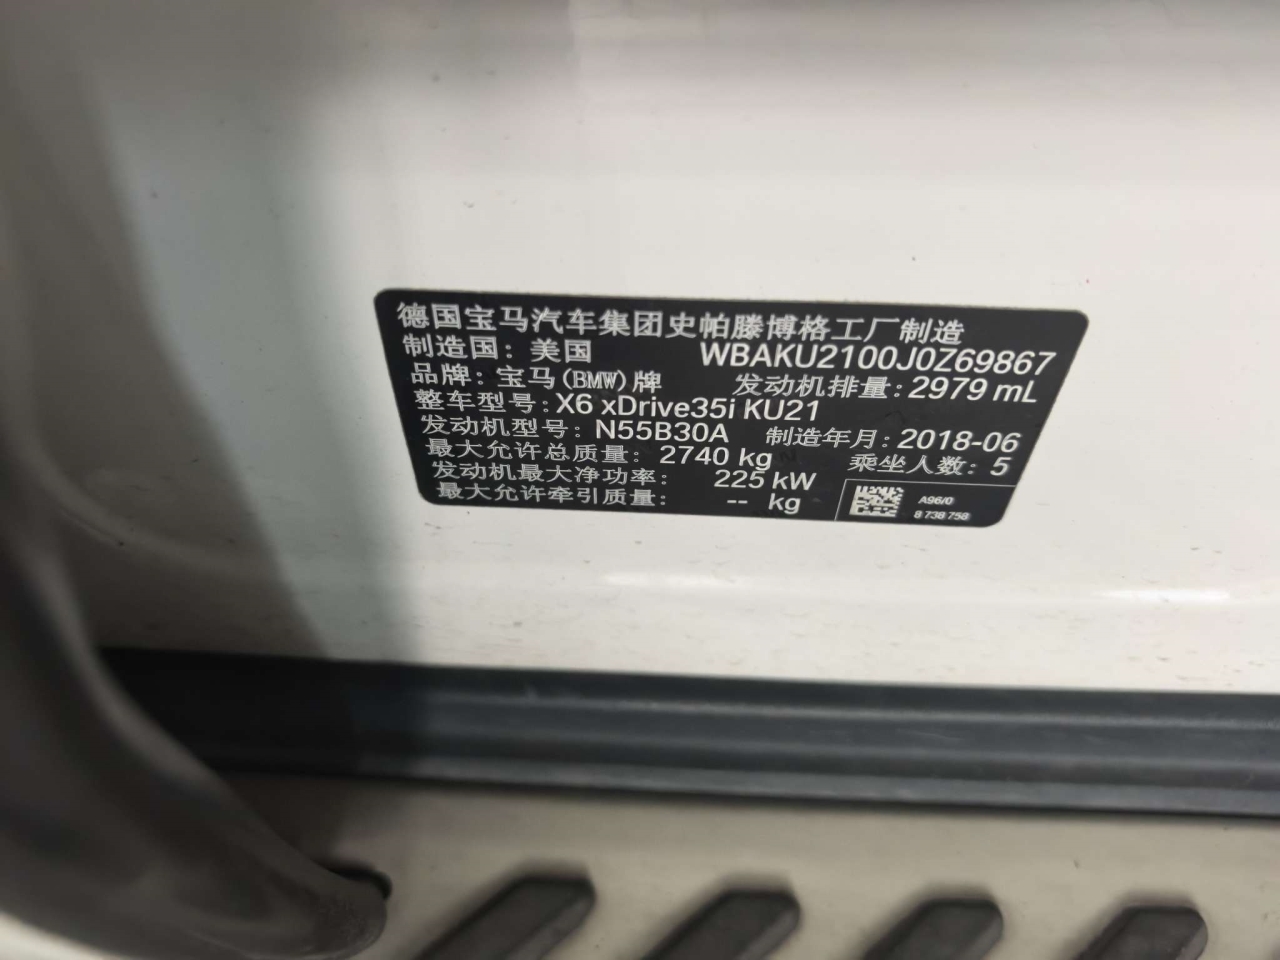 德国宝马汽车集团史帕滕博格工厂制造
制造国: 美国 WBAKU2100J0Z69867
品牌: 宝马(BMW)牌 发动机排量: 2979 mL
整车型号: X6 xDrive35i KU21
发动机型号: N55B30A 制造年月: 2018-06
最大允许总质量: 2740 kg 乘坐人数: 5
发动机最大净功率: 225 kW
最大允许牵引质量: -- kg
A96/0
8 738 758